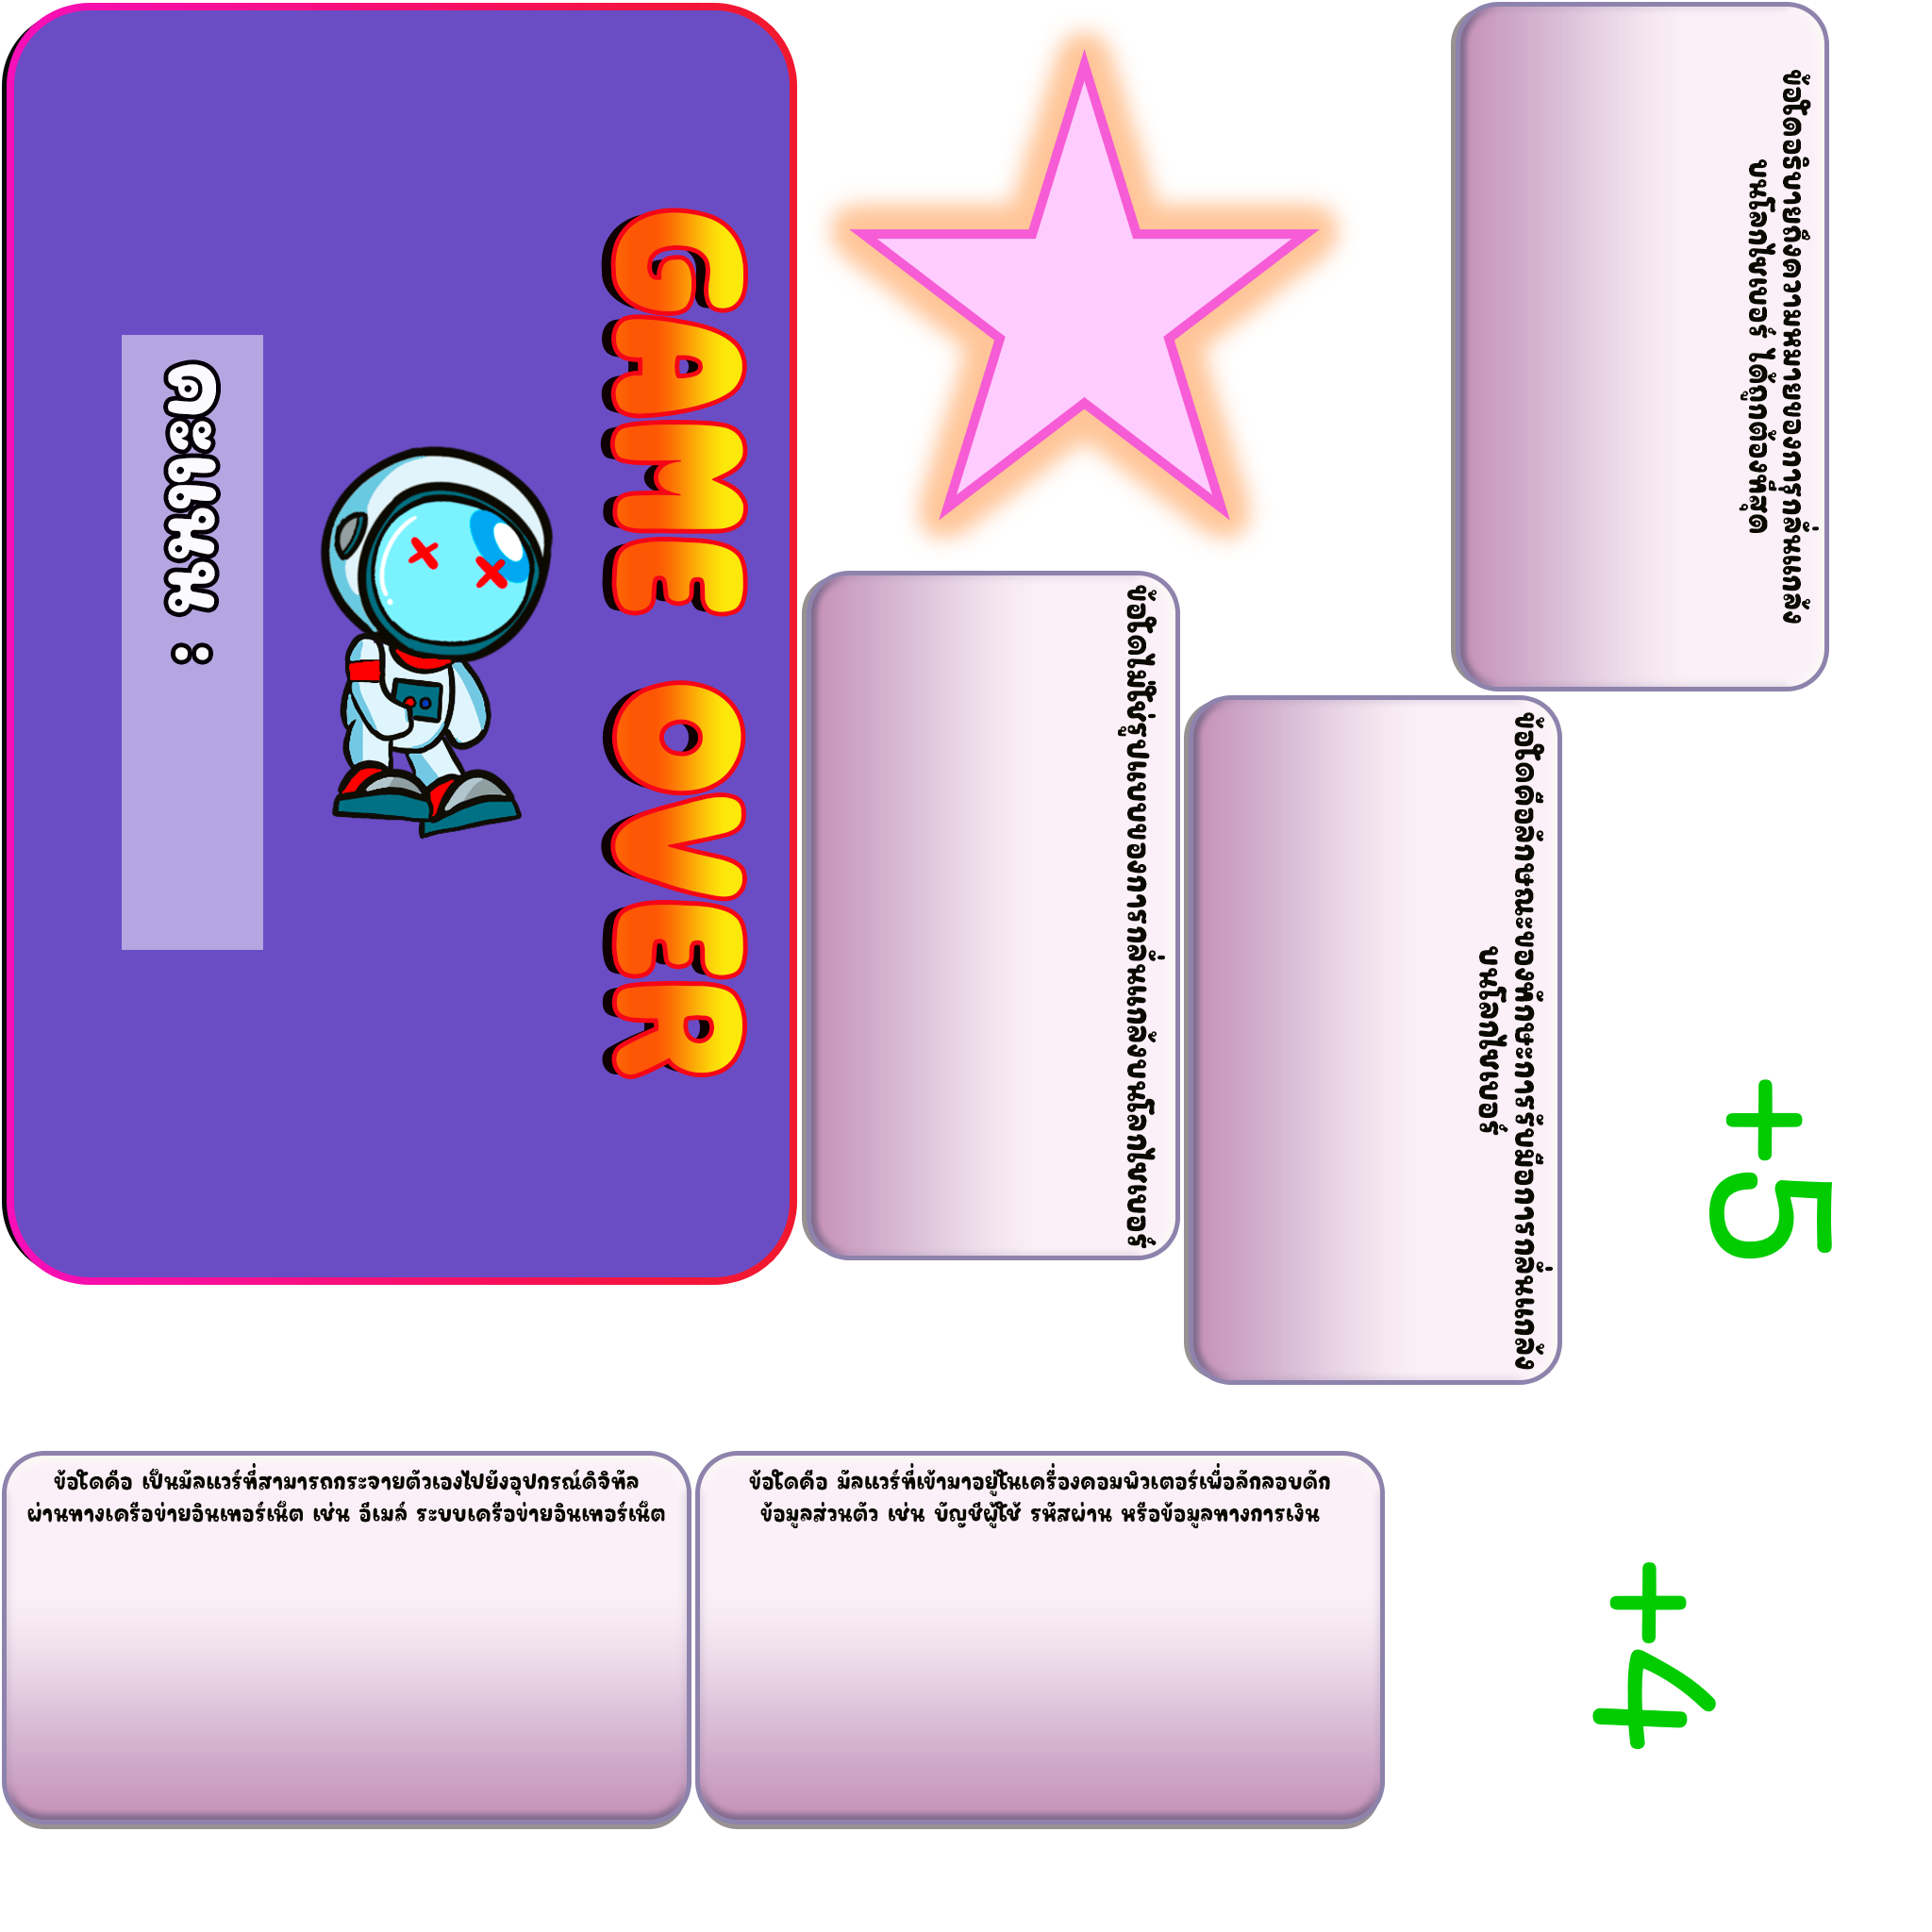 GAME OVER
คะแนน :
ข้อใดอธิบายถึงความหมายของการกลั่นแกล้ง
บนโลกไซเบอร์ ได้ถูกต้องที่สุด
ข้อใดไม่ใช่รูปแบบของการกลั่นแกล้งบนโลกไซเบอร์
ข้อใดคือลักษณะของทักษะการรับมือการกลั่นแกล้ง
บนโลกไซเบอร์
+5
ข้อใดคือ เป็นมัลแวร์ที่สามารถกระจายตัวเองไปยังอุปกรณ์ดิจิทัล
ผ่านทางเครือข่ายอินเทอร์เน็ต เช่น อีเมล์ ระบบเครือข่ายอินเทอร์เน็ต
ข้อใดคือ มัลแวร์ที่เข้ามาอยู่ในเครื่องคอมพิวเตอร์เพื่อลักลอบดัก
ข้อมูลส่วนตัว เช่น บัญชีผู้ใช้ รหัสผ่าน หรือข้อมูลทางการเงิน
+4